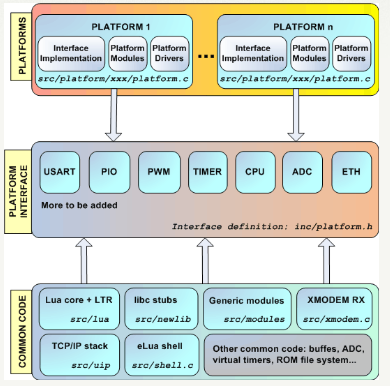 PLATFORMS
PLATFORM 1
Interface Implementation
Platform Modules
Platform Drivers
src/platform/xxx/platform.c
...
PLATFORM n
Interface Implementation
Platform Modules
Platform Drivers
src/platform/xxx/platform.c
PLATFORM INTERFACE
USART
PIO
PWM
TIMER
CPU
ADC
ETH
More to be added
Interface definition: inc/platform.h
COMMON CODE
Lua core + LTR
src/lua
libc stubs
src/newlib
Generic modules
src/modules
XMODEM RX
src/xmodem.c
TCP/IP stack
src/uip
eLua shell
src/shell.c
Other common code: buffes, ADC,
virtual timers, ROM file system...